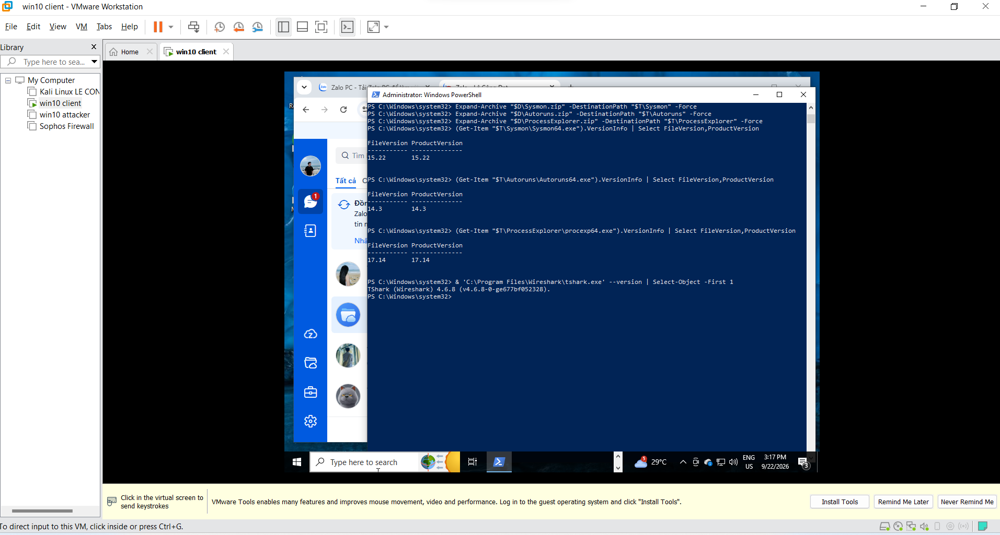 win10 client - VMware Workstation
File Edit View VM Tabs Help
Library
Type here to sea...
My Computer
Kali Linux LE CON
win10 client
win10 attacker
Sophos Firewall
Home
win10 client
Zalo PC - Tải Zalo PC để làm việc
Zalo - Lê Công Đạt
Administrator: Windows PowerShell
PS C:\Windows\system32> Expand-Archive "$D\Sysmon.zip" -DestinationPath "$T\Sysmon" -Force
PS C:\Windows\system32> Expand-Archive "$D\Autoruns.zip" -DestinationPath "$T\Autoruns" -Force
PS C:\Windows\system32> Expand-Archive "$D\ProcessExplorer.zip" -DestinationPath "$T\ProcessExplorer" -Force
PS C:\Windows\system32> (Get-Item "$T\Sysmon\Sysmon64.exe").VersionInfo | Select FileVersion,ProductVersion
FileVersion ProductVersion
----------- --------------
15.22 15.22
PS C:\Windows\system32> (Get-Item "$T\Autoruns\Autoruns64.exe").VersionInfo | Select FileVersion,ProductVersion
FileVersion ProductVersion
----------- --------------
14.3 14.3
PS C:\Windows\system32> (Get-Item "$T\ProcessExplorer\procexp64.exe").VersionInfo | Select FileVersion,ProductVersion
FileVersion ProductVersion
----------- --------------
17.14 17.14
PS C:\Windows\system32> & 'C:\Program Files\Wireshark\tshark.exe' --version | Select-Object -First 1
TShark (Wireshark) 4.6.8 (v4.6.8-0-ge677bf052328).
PS C:\Windows\system32>
Tìm
Tất cả
1
Zalo
tin
Type here to search
5
29°C
ENG
US
3:17 PM
9/22/2026
3
Click in the virtual screen to
send keystrokes
VMware Tools enables many features and improves mouse movement, video and performance. Log in to the guest operating system and click "Install Tools".
Install Tools
Remind Me Later
Never Remind Me
To direct input to this VM, click inside or press Ctrl+G.